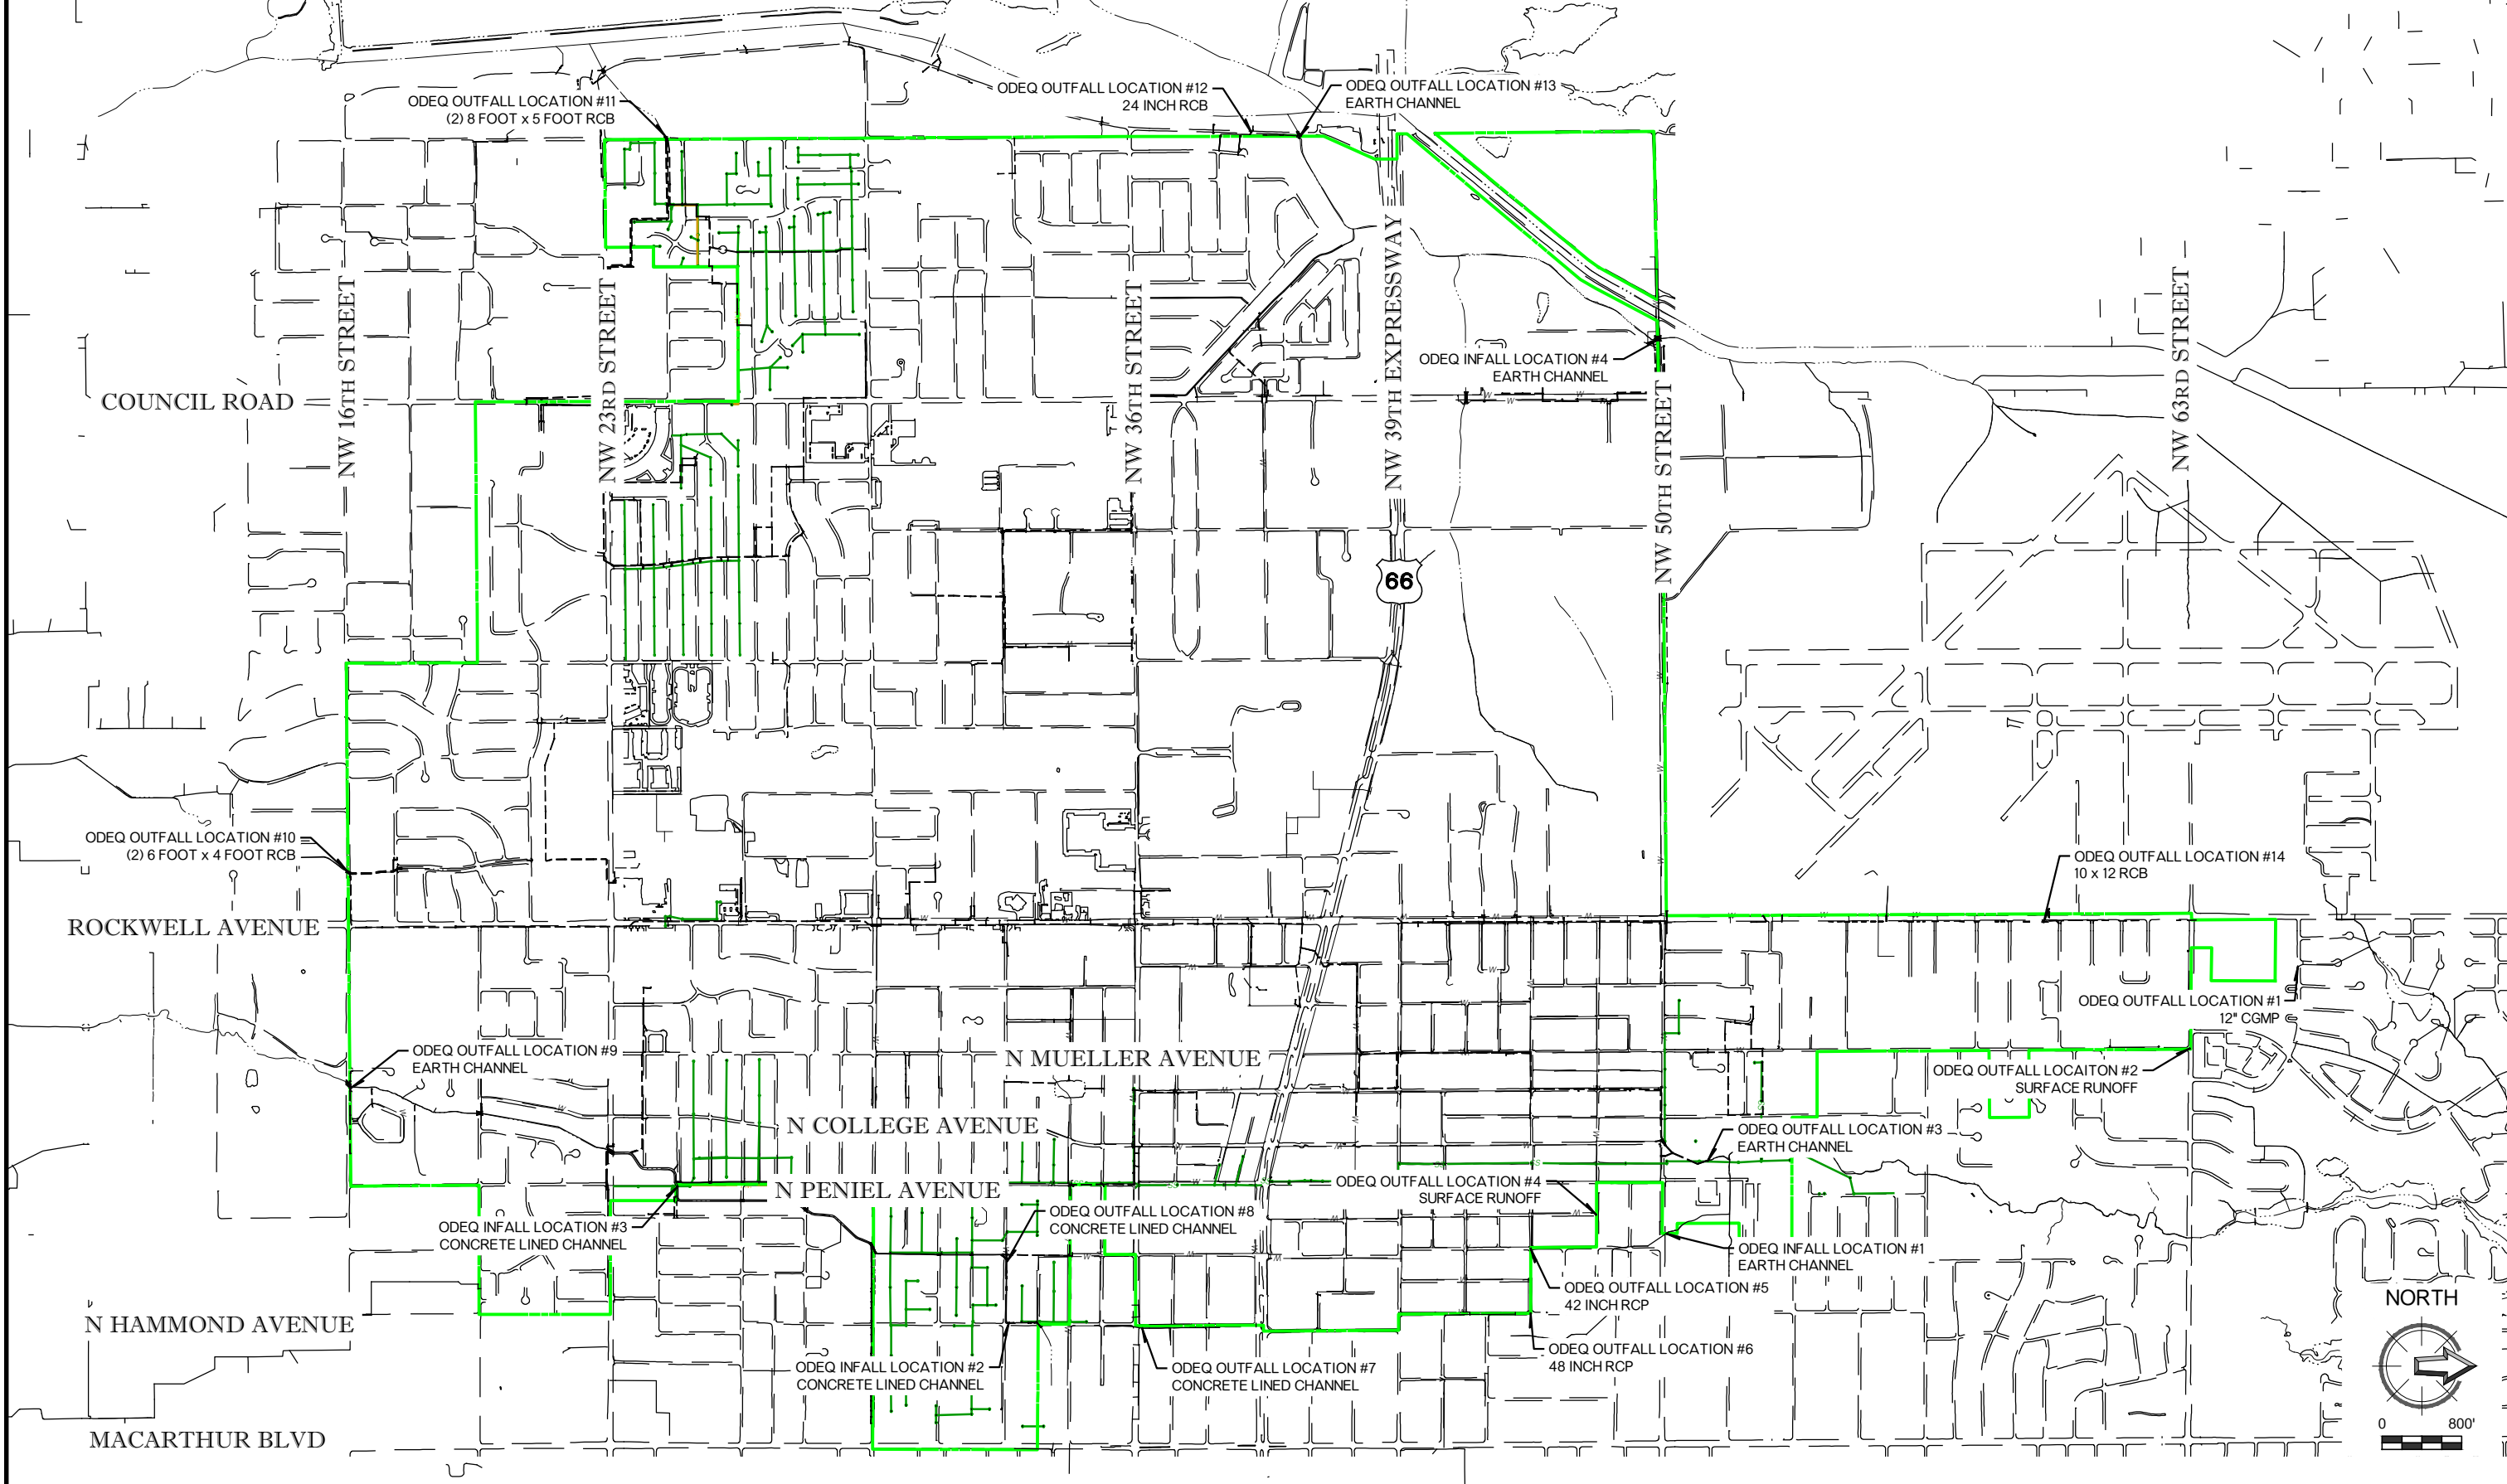 ODEQ OUTFALL LOCATION #11
(2) 8 FOOT x 5 FOOT RCB
ODEQ OUTFALL LOCATION #12
24 INCH RCB
ODEQ OUTFALL LOCATION #13
EARTH CHANNEL
NW 16TH STREET
NW 23RD STREET
NW 36TH STREET
NW 39TH EXPRESSWAY
NW 50TH STREET
NW 63RD STREET
ODEQ INFALL LOCATION #4
EARTH CHANNEL
COUNCIL ROAD
66
ODEQ OUTFALL LOCATION #10
(2) 6 FOOT x 4 FOOT RCB
ODEQ OUTFALL LOCATION #14
10 x 12 RCB
ROCKWELL AVENUE
ODEQ OUTFALL LOCATION #1
12" CGMP
ODEQ OUTFALL LOCATION #9
EARTH CHANNEL
N MUELLER AVENUE
ODEQ OUTFALL LOCAITON #2
SURFACE RUNOFF
N COLLEGE AVENUE
ODEQ OUTFALL LOCATION #3
EARTH CHANNEL
N PENIEL AVENUE
ODEQ OUTFALL LOCATION #4
SURFACE RUNOFF
ODEQ INFALL LOCATION #3
CONCRETE LINED CHANNEL
ODEQ OUTFALL LOCATION #8
CONCRETE LINED CHANNEL
ODEQ INFALL LOCATION #1
EARTH CHANNEL
ODEQ OUTFALL LOCATION #5
42 INCH RCP
N HAMMOND AVENUE
ODEQ OUTFALL LOCATION #6
48 INCH RCP
ODEQ INFALL LOCATION #2
CONCRETE LINED CHANNEL
ODEQ OUTFALL LOCATION #7
CONCRETE LINED CHANNEL
MACARTHUR BLVD
NORTH
0 800'